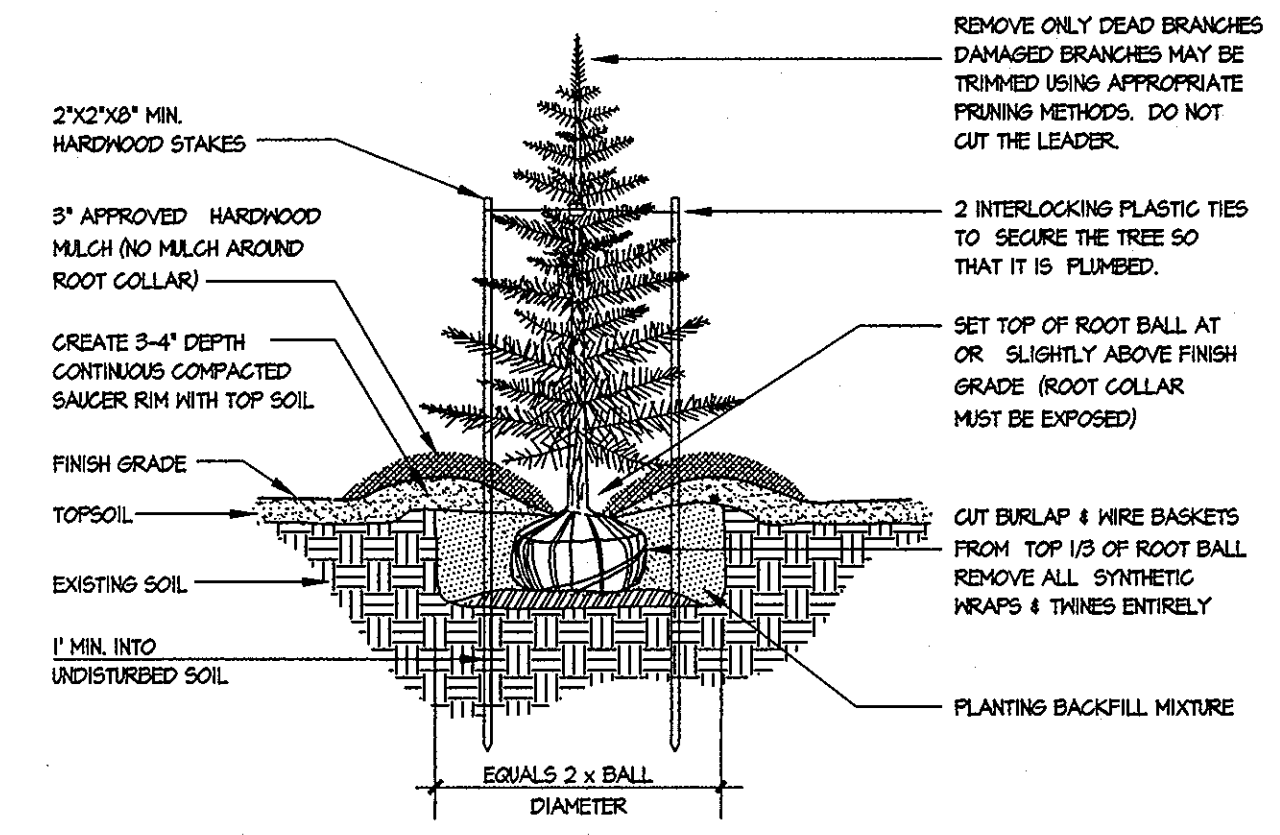 2"X2"X8" MIN.
HARDWOOD STAKES
3" APPROVED HARDWOOD
MULCH (NO MULCH AROUND
ROOT COLLAR)
CREATE 3-4" DEPTH
CONTINUOUS COMPACTED
SAUCER RIM WITH TOP SOIL
FINISH GRADE
TOPSOIL
EXISTING SOIL
1' MIN. INTO
UNDISTURBED SOIL
REMOVE ONLY DEAD BRANCHES
DAMAGED BRANCHES MAY BE
TRIMMED USING APPROPRIATE
PRUNING METHODS. DO NOT
CUT THE LEADER.
2 INTERLOCKING PLASTIC TIES
TO SECURE THE TREE SO
THAT IT IS PLUMBED.
SET TOP OF ROOT BALL AT
OR SLIGHTLY ABOVE FINISH
GRADE (ROOT COLLAR
MUST BE EXPOSED)
CUT BURLAP & WIRE BASKETS
FROM TOP 1/3 OF ROOT BALL
REMOVE ALL SYNTHETIC
WRAPS & TWINES ENTIRELY
PLANTING BACKFILL MIXTURE
EQUALS 2 x BALL
DIAMETER